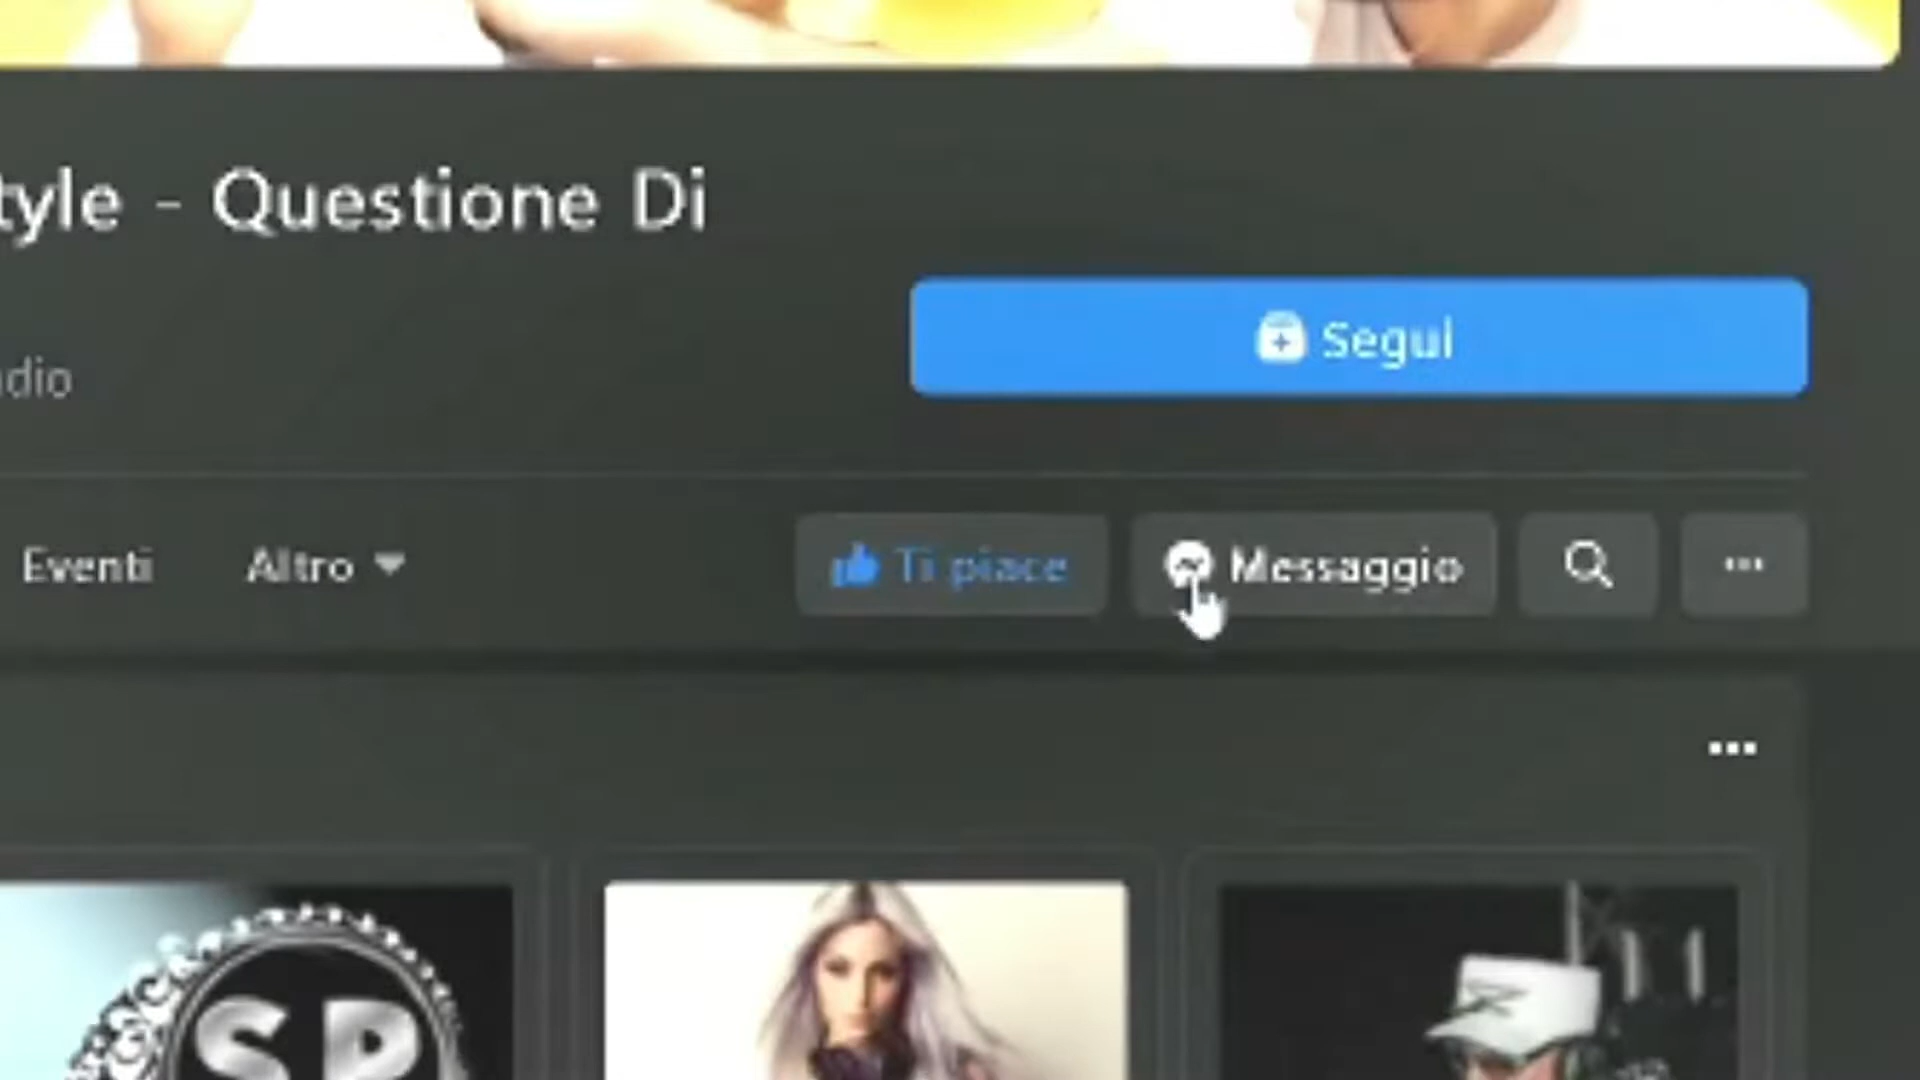 tyle - Questione Di
Segui
dio
Eventi
Altro
Ti piace
Messaggio
SP